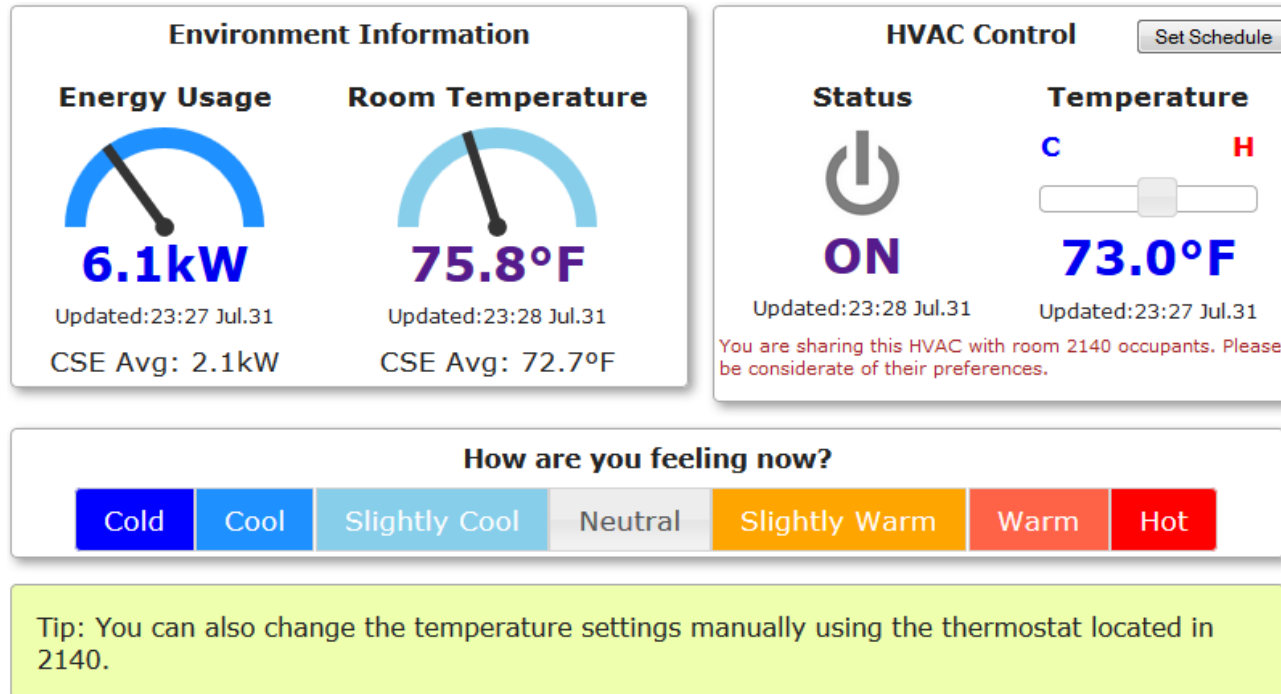 Environment Information
Energy Usage
Room Temperature
6.1kW
75.8°F
Updated:23:27 Jul.31
Updated:23:28 Jul.31
CSE Avg: 2.1kW
CSE Avg: 72.7ºF
HVAC Control
Set Schedule
Status
Temperature
C
H
ON
73.0°F
Updated:23:28 Jul.31
Updated:23:27 Jul.31
You are sharing this HVAC with room 2140 occupants. Please
be considerate of their preferences.
How are you feeling now?
Cold
Cool
Slightly Cool
Neutral
Slightly Warm
Warm
Hot
Tip: You can also change the temperature settings manually using the thermostat located in
2140.